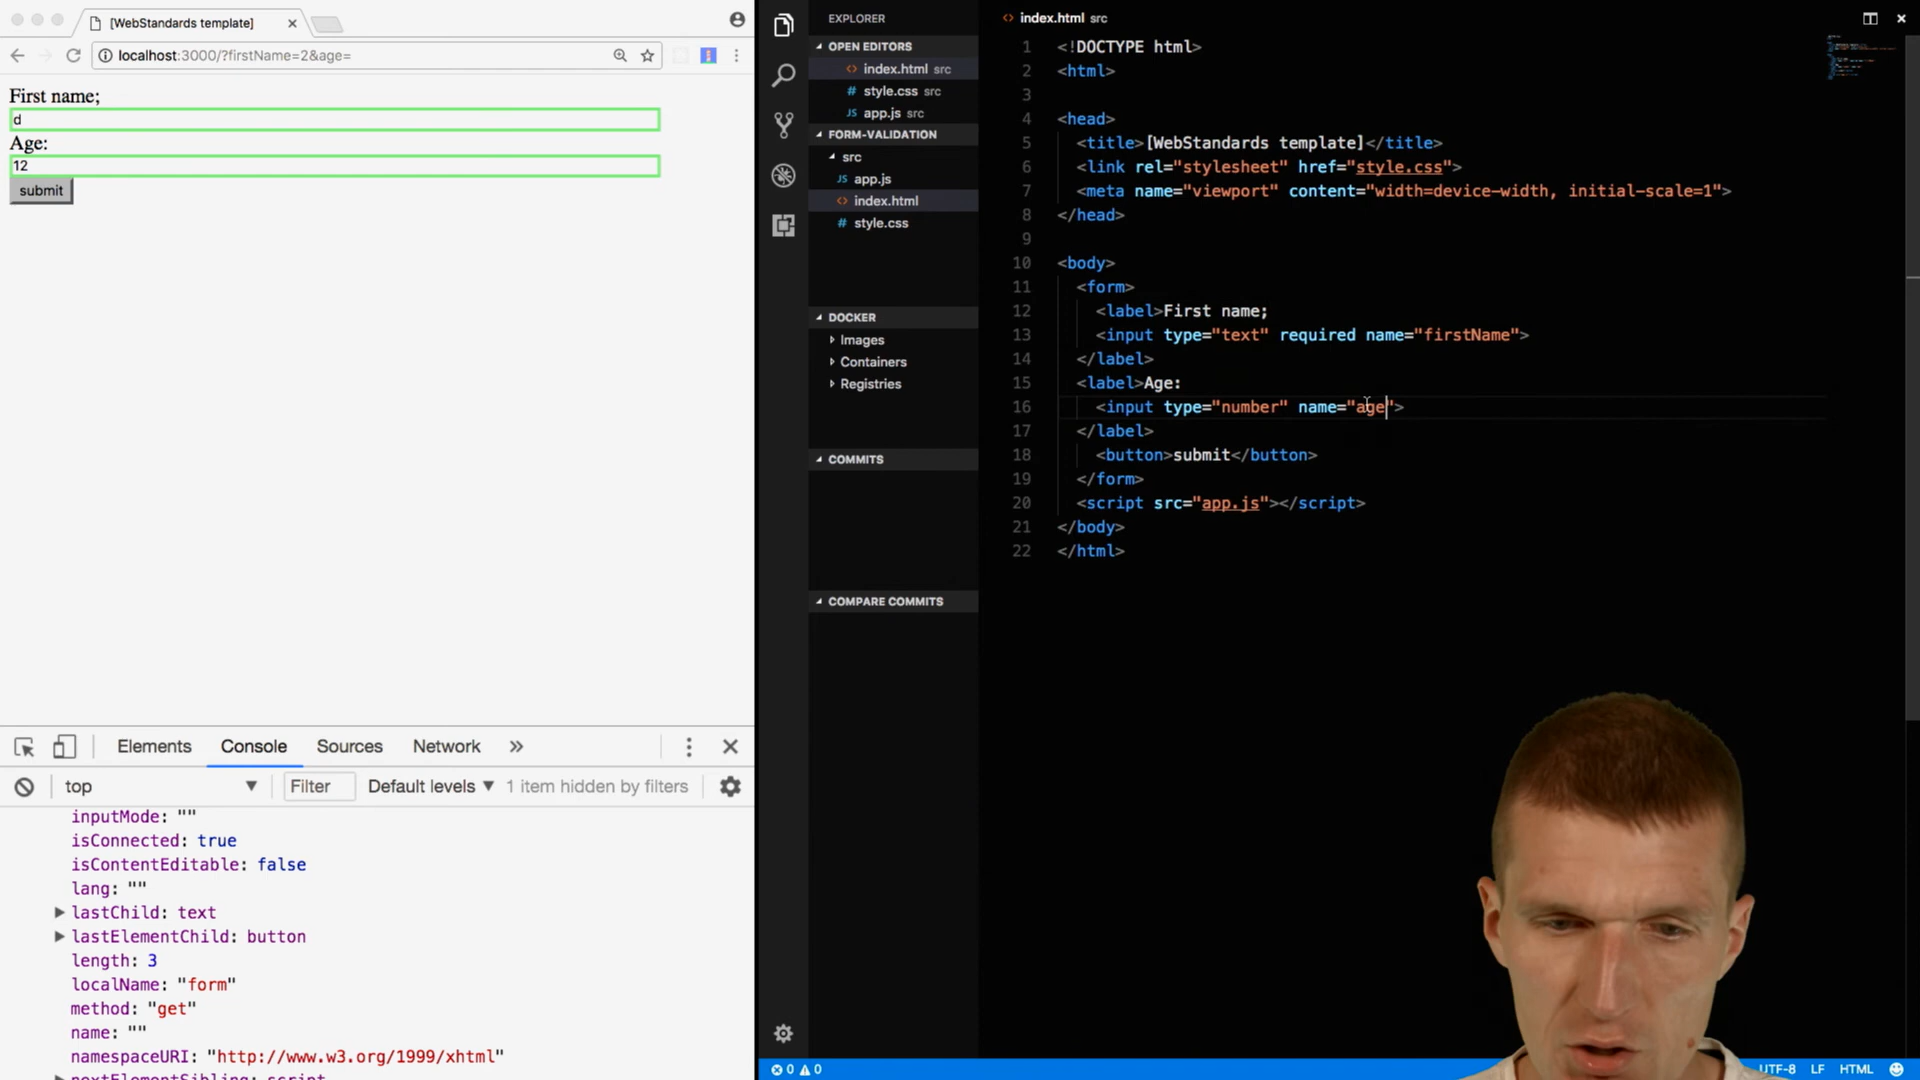 [WebStandards template]
localhost:3000/?firstName=2&age=
First name;
d
Age:
12
submit
Elements Console Sources Network
top Filter Default levels 1 item hidden by filters
inputMode: ""
isConnected: true
isContentEditable: false
lang: ""
lastChild: text
lastElementChild: button
length: 3
localName: "form"
method: "get"
name: ""
namespaceURI: "http://www.w3.org/1999/xhtml"
nextElementSibling: script
EXPLORER
OPEN EDITORS
index.html src
style.css src
JS app.js src
FORM-VALIDATION
src
JS app.js
index.html
style.css
DOCKER
Images
Containers
Registries
COMMITS
COMPARE COMMITS
index.html src
1 <!DOCTYPE html>
2 <html>
3
4 <head>
5 <title>[WebStandards template]</title>
6 <link rel="stylesheet" href="style.css">
7 <meta name="viewport" content="width=device-width, initial-scale=1">
8 </head>
9
10 <body>
11 <form>
12 <label>First name;
13 <input type="text" required name="firstName">
14 </label>
15 <label>Age:
16 <input type="number" name="age">
17 </label>
18 <button>submit</button>
19 </form>
20 <script src="app.js"></script>
21 </body>
22 </html>
0 0 UTF-8 LF HTML